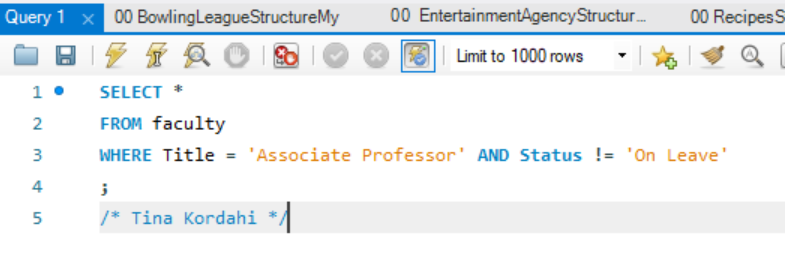 Query 1 × 00 BowlingLeagueStructureMy 00 EntertainmentAgencyStructur... 00 RecipesS
Limit to 1000 rows
1 SELECT *
2 FROM faculty
3 WHERE Title = 'Associate Professor' AND Status != 'On Leave'
4 ;
5 /* Tina Kordahi */